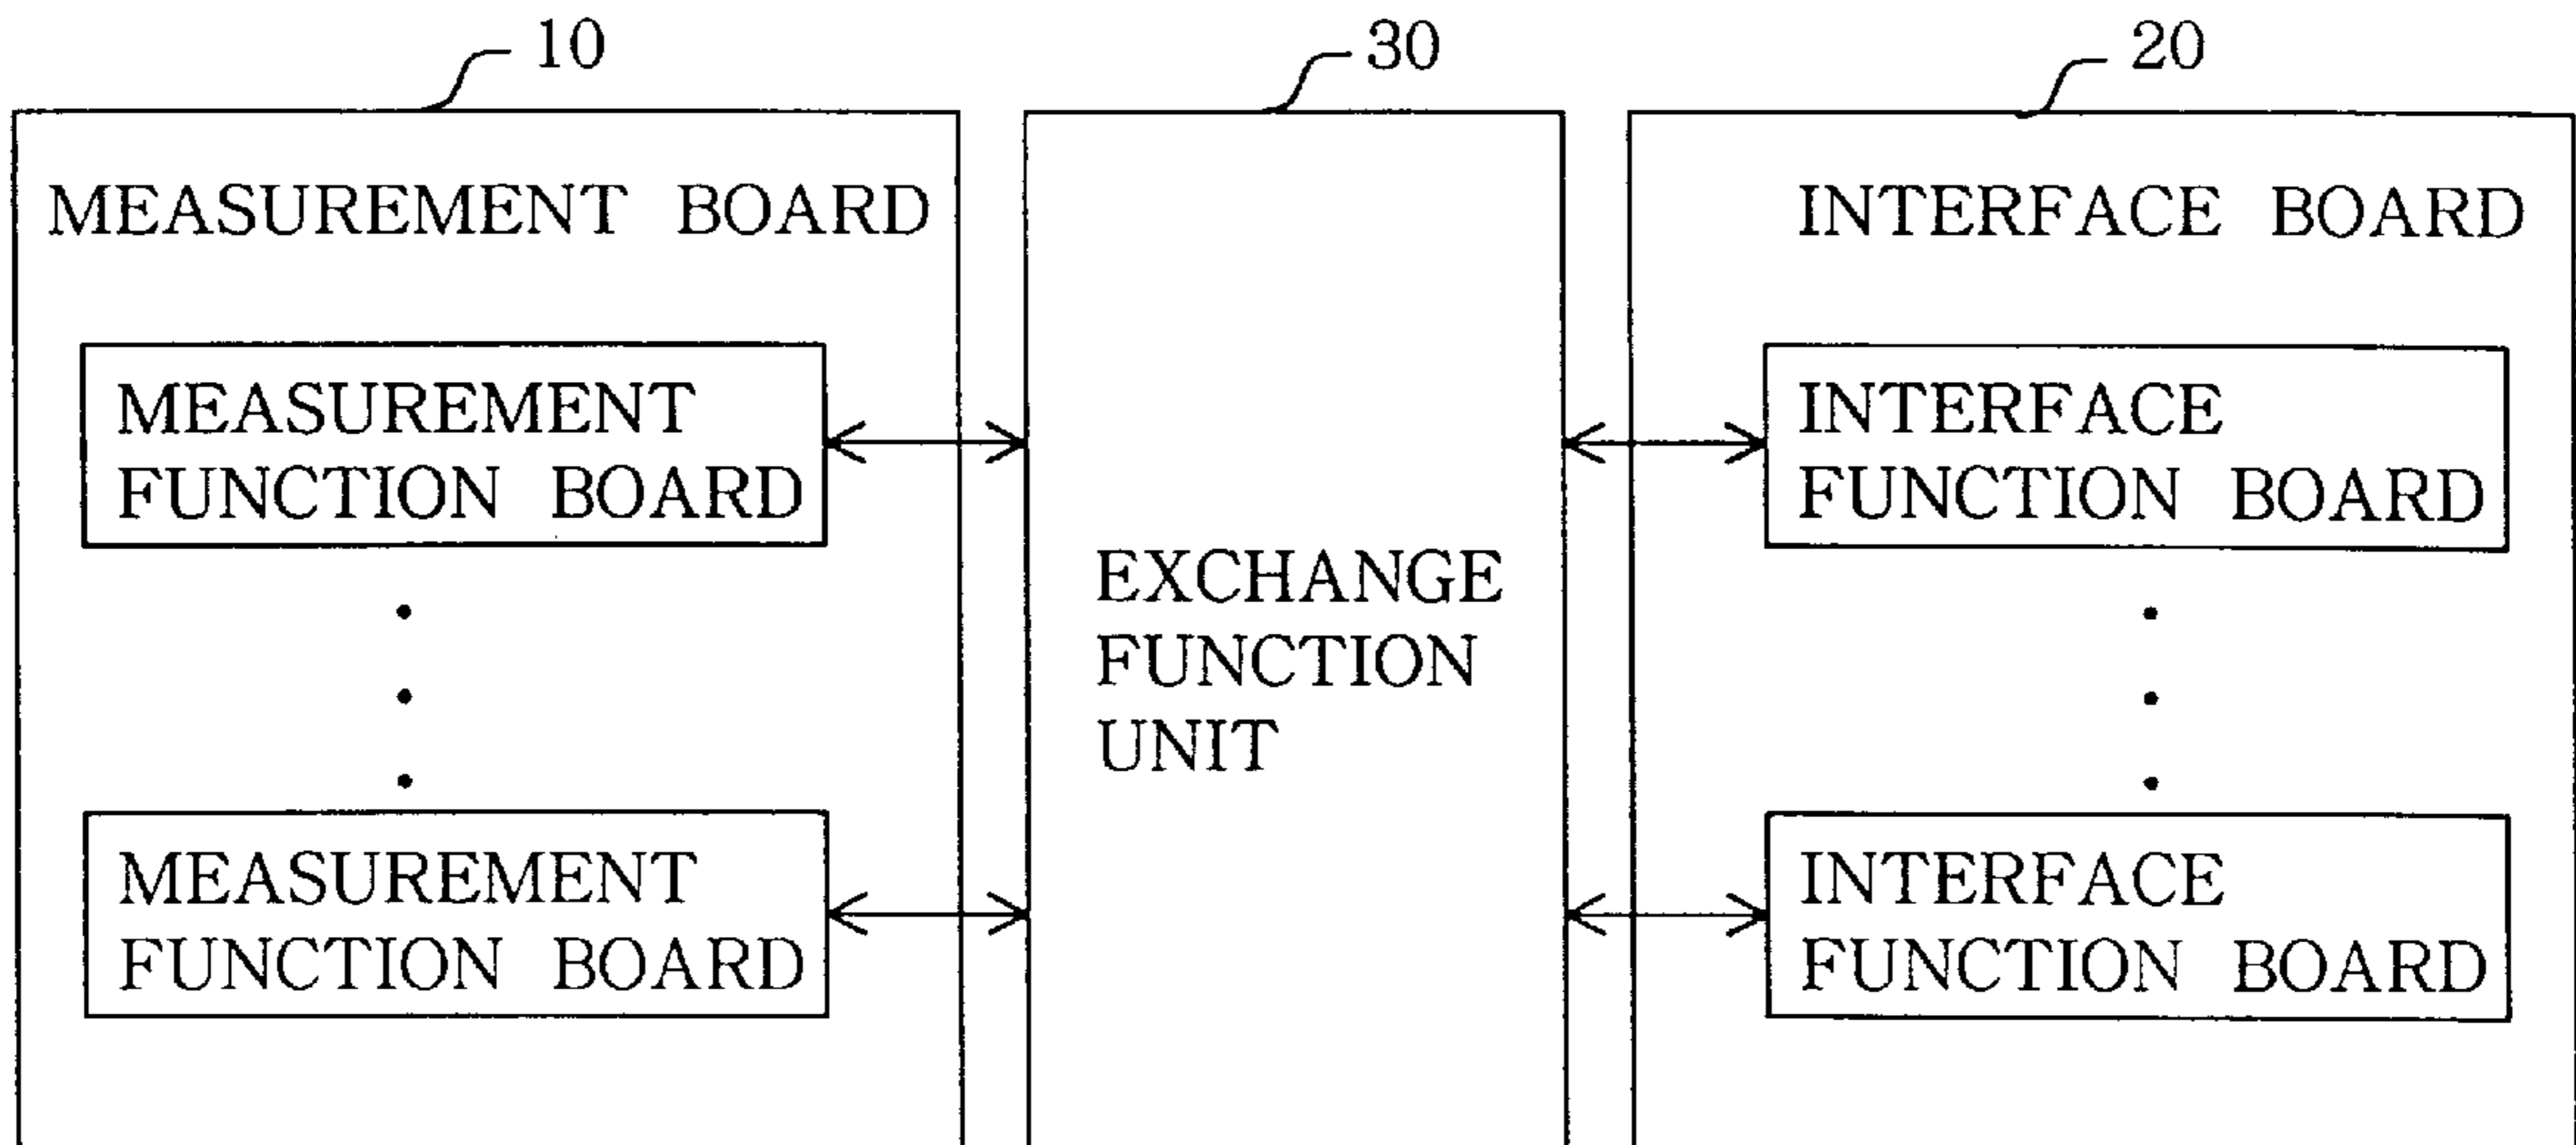 10
30
20
MEASUREMENT BOARD
INTERFACE BOARD
MEASUREMENT
FUNCTION BOARD
INTERFACE
FUNCTION BOARD
EXCHANGE
FUNCTION
UNIT
MEASUREMENT
FUNCTION BOARD
INTERFACE
FUNCTION BOARD